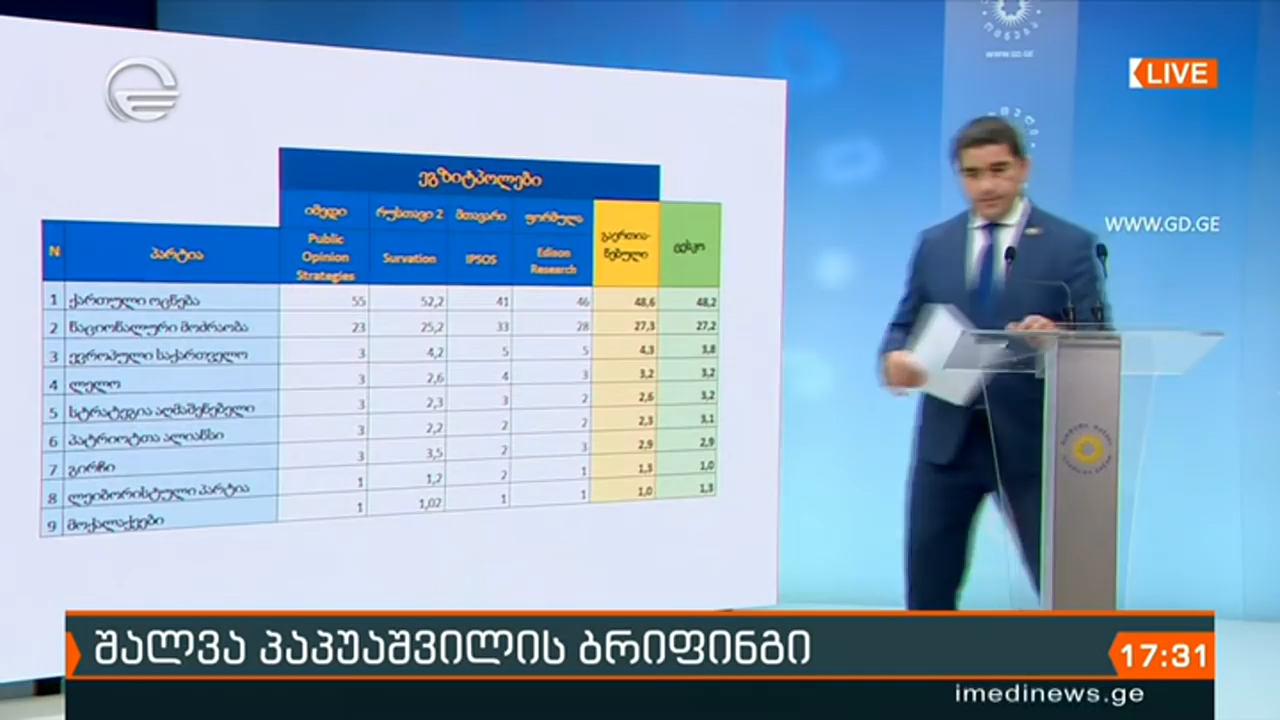 WWW.GD.GE
LIVE
WWW.GD.GE
ეგზიტპოლები
იმედი რუსთავი 2 მთავარი ფორმულა გაერთია- ცესკო
ნებული
N პარტია Public Opinion Strategies Survation IPSOS Edison Research
1 ქართული ოცნება 55 52,2 41 46 48,6 48,2
2 ნაციონალური მოძრაობა 23 25,2 33 28 27,3 27,2
3 ევროპული საქართველო 3 4,2 5 5 4,3 3,8
4 ლელო 3 2,6 4 3 3,2 3,2
5 სტრატეგია აღმაშენებელი 3 2,3 3 2 2,6 3,2
6 პატრიოტთა ალიანსი 3 2,2 2 2 2,3 3,1
7 გირჩი 3 3,5 2 3 2,9 2,9
8 ლეიბორისტული პარტია 1 1,2 2 1 1,3 1,0
9 მოქალაქეები 1 1,02 1 1 1,0 1,3
შალვა პაპუაშვილის ბრიფინგი
17:31
imedinews.ge